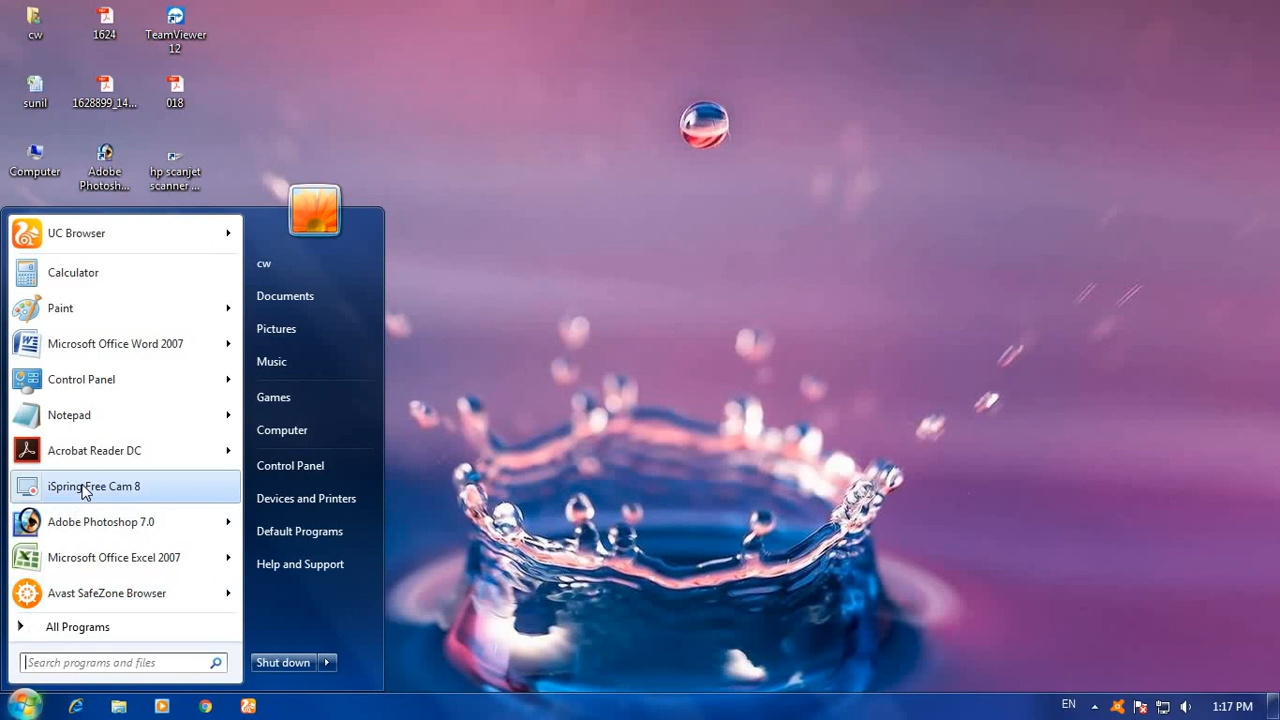 cw
1624
TeamViewer
12
sunil
1628899_14...
018
Computer
Adobe
Photosh...
hp scanjet
scanner ...
UC Browser
Calculator
Paint
Microsoft Office Word 2007
Control Panel
Notepad
Acrobat Reader DC
iSpring Free Cam 8
Adobe Photoshop 7.0
Microsoft Office Excel 2007
Avast SafeZone Browser
All Programs
Search programs and files
cw
Documents
Pictures
Music
Games
Computer
Control Panel
Devices and Printers
Default Programs
Help and Support
Shut down
EN
1:17 PM